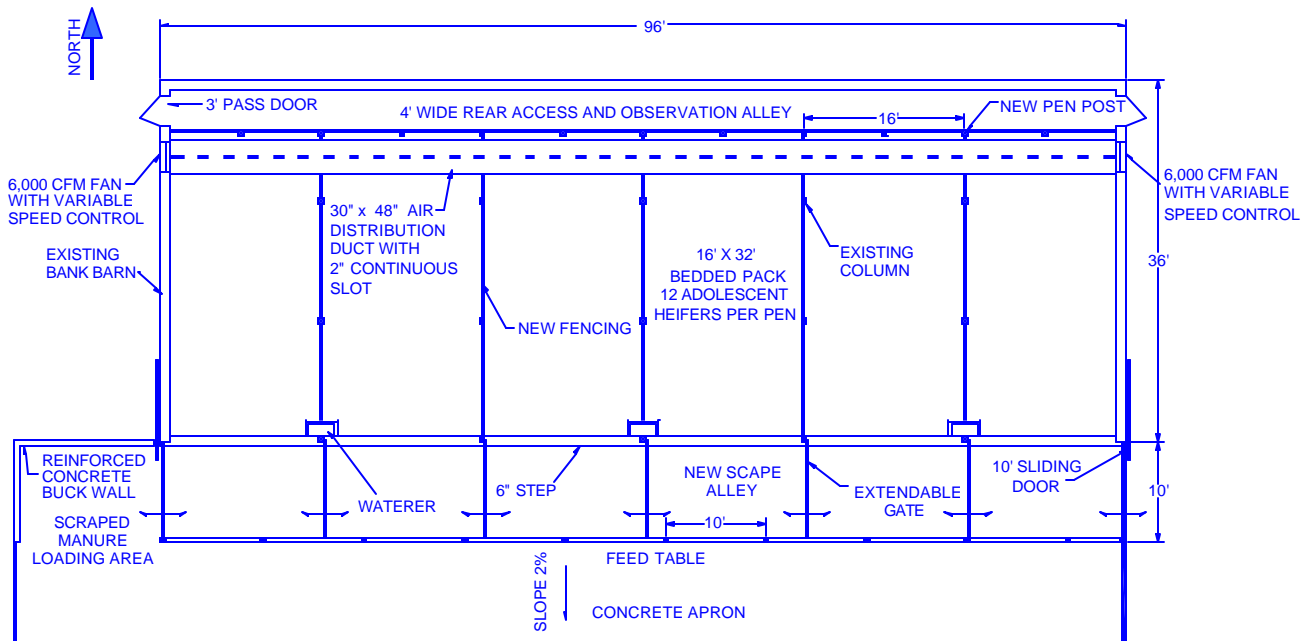 NORTH
96'
3' PASS DOOR
4' WIDE REAR ACCESS AND OBSERVATION ALLEY
NEW PEN POST
16'
6,000 CFM FAN
WITH VARIABLE
SPEED CONTROL
6,000 CFM FAN
WITH VARIABLE
SPEED CONTROL
30" x 48" AIR
DISTRIBUTION
DUCT WITH
2" CONTINUOUS
SLOT
EXISTING
BANK BARN
16' X 32'
BEDDED PACK
12 ADOLESCENT
HEIFERS PER PEN
EXISTING
COLUMN
36'
NEW FENCING
REINFORCED
CONCRETE
BUCK WALL
WATERER
6" STEP
NEW SCAPE
ALLEY
EXTENDABLE
GATE
10' SLIDING
DOOR
10'
SCRAPED
MANURE
LOADING AREA
10'
FEED TABLE
SLOPE 2%
CONCRETE APRON